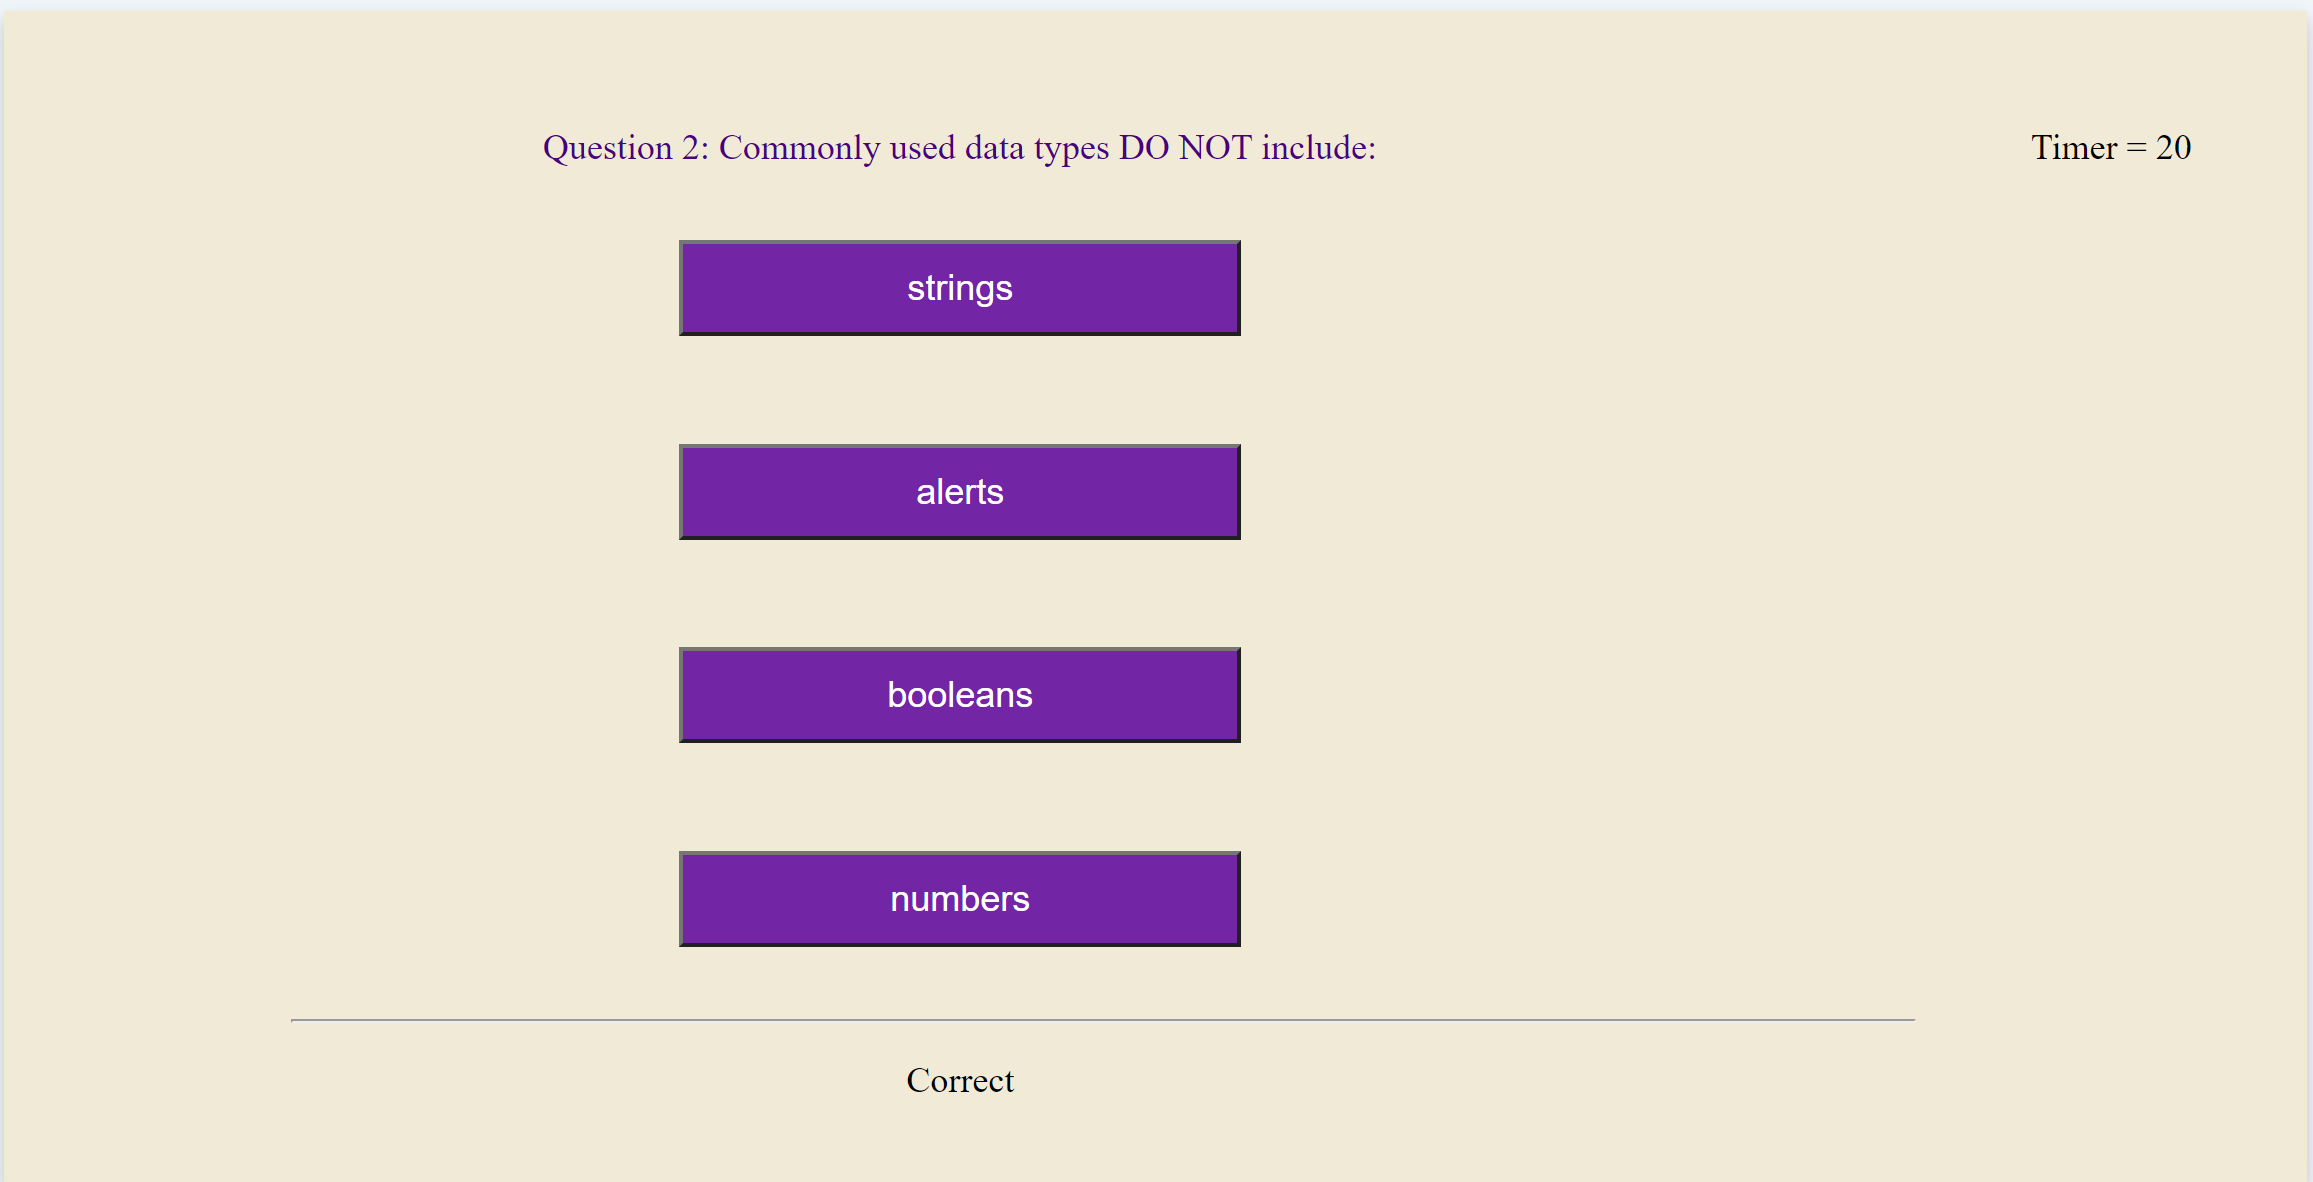 Question 2: Commonly used data types DO NOT include:
Timer = 20
strings
alerts
booleans
numbers
Correct